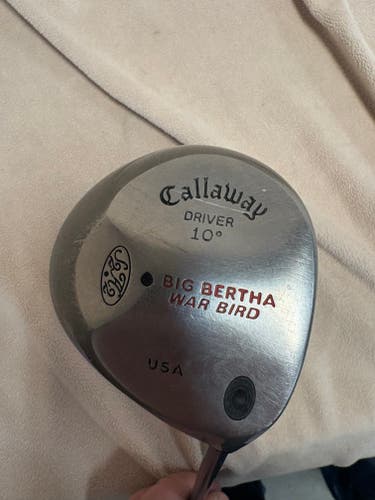 Callaway
DRIVER
10°
BIG BERTHA
WAR BIRD
USA